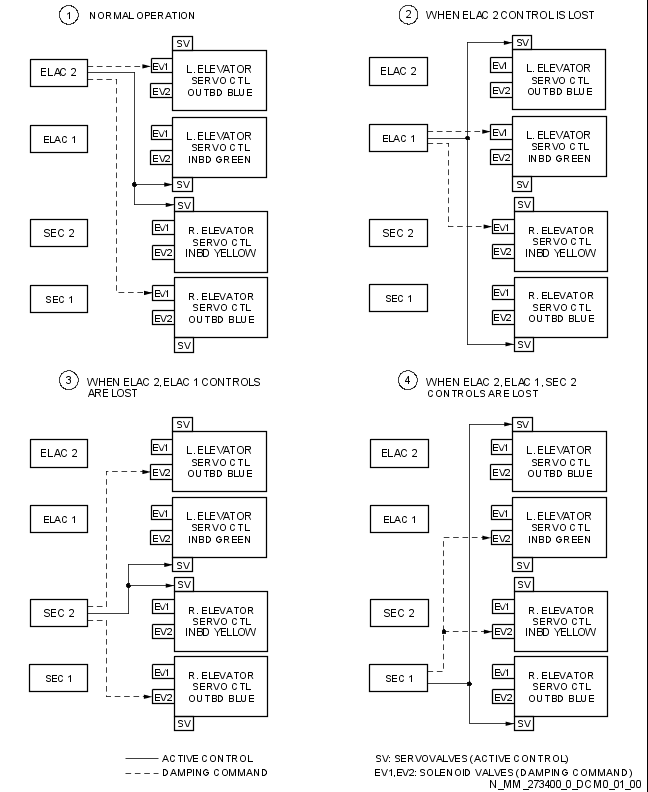 1 NORMAL OPERATION
SV
ELAC 2
EV1
EV2
L. ELEVATOR
SERVO CTL
OUTBD BLUE
ELAC 1
EV1
EV2
L. ELEVATOR
SERVO CTL
INBD GREEN
SV
SV
SEC 2
EV1
EV2
R. ELEVATOR
SERVO CTL
INBD YELLOW
SEC 1
EV1
EV2
R. ELEVATOR
SERVO CTL
OUTBD BLUE
SV
2 WHEN ELAC 2 CONTROL IS LOST
SV
ELAC 2
EV1
EV2
L. ELEVATOR
SERVO CTL
OUTBD BLUE
ELAC 1
EV1
EV2
L. ELEVATOR
SERVO CTL
INBD GREEN
SV
SV
SEC 2
EV1
EV2
R. ELEVATOR
SERVO CTL
INBD YELLOW
SEC 1
EV1
EV2
R. ELEVATOR
SERVO CTL
OUTBD BLUE
SV
3 WHEN ELAC 2, ELAC 1 CONTROLS
ARE LOST
SV
ELAC 2
EV1
EV2
L. ELEVATOR
SERVO CTL
OUTBD BLUE
ELAC 1
EV1
EV2
L. ELEVATOR
SERVO CTL
INBD GREEN
SV
SV
SEC 2
EV1
EV2
R. ELEVATOR
SERVO CTL
INBD YELLOW
SEC 1
EV1
EV2
R. ELEVATOR
SERVO CTL
OUTBD BLUE
SV
4 WHEN ELAC 2, ELAC 1, SEC 2
CONTROLS ARE LOST
SV
ELAC 2
EV1
EV2
L. ELEVATOR
SERVO CTL
OUTBD BLUE
ELAC 1
EV1
EV2
L. ELEVATOR
SERVO CTL
INBD GREEN
SV
SV
SEC 2
EV1
EV2
R. ELEVATOR
SERVO CTL
INBD YELLOW
SEC 1
EV1
EV2
R. ELEVATOR
SERVO CTL
OUTBD BLUE
SV
ACTIVE CONTROL
DAMPING COMMAND
SV: SERVOVALVES (ACTIVE CONTROL)
EV1,EV2: SOLENOID VALVES (DAMPING COMMAND)
N_MM_273400_0_DCM0_01_00